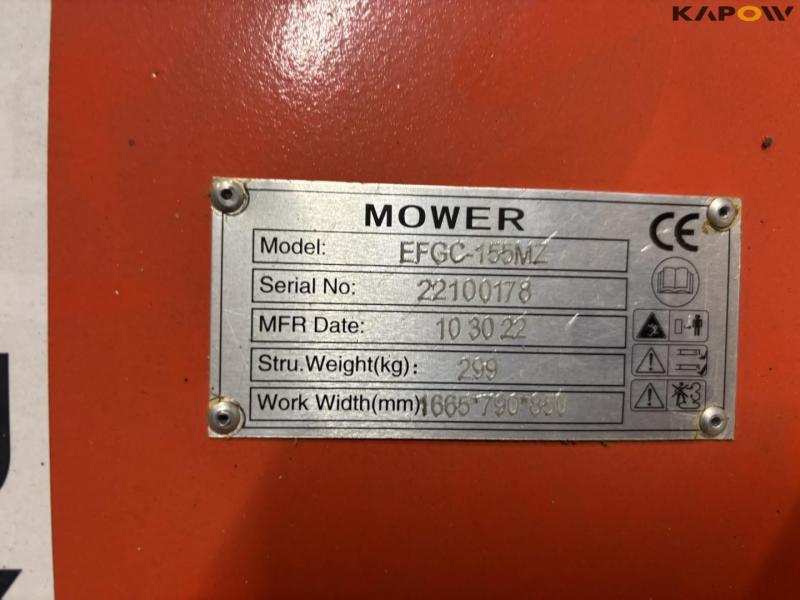 KAPOW
MOWER
Model: EFGC-155MZ
Serial No: 22100178
MFR Date: 10 30 22
Stru.Weight(kg): 299
Work Width(mm)
CE